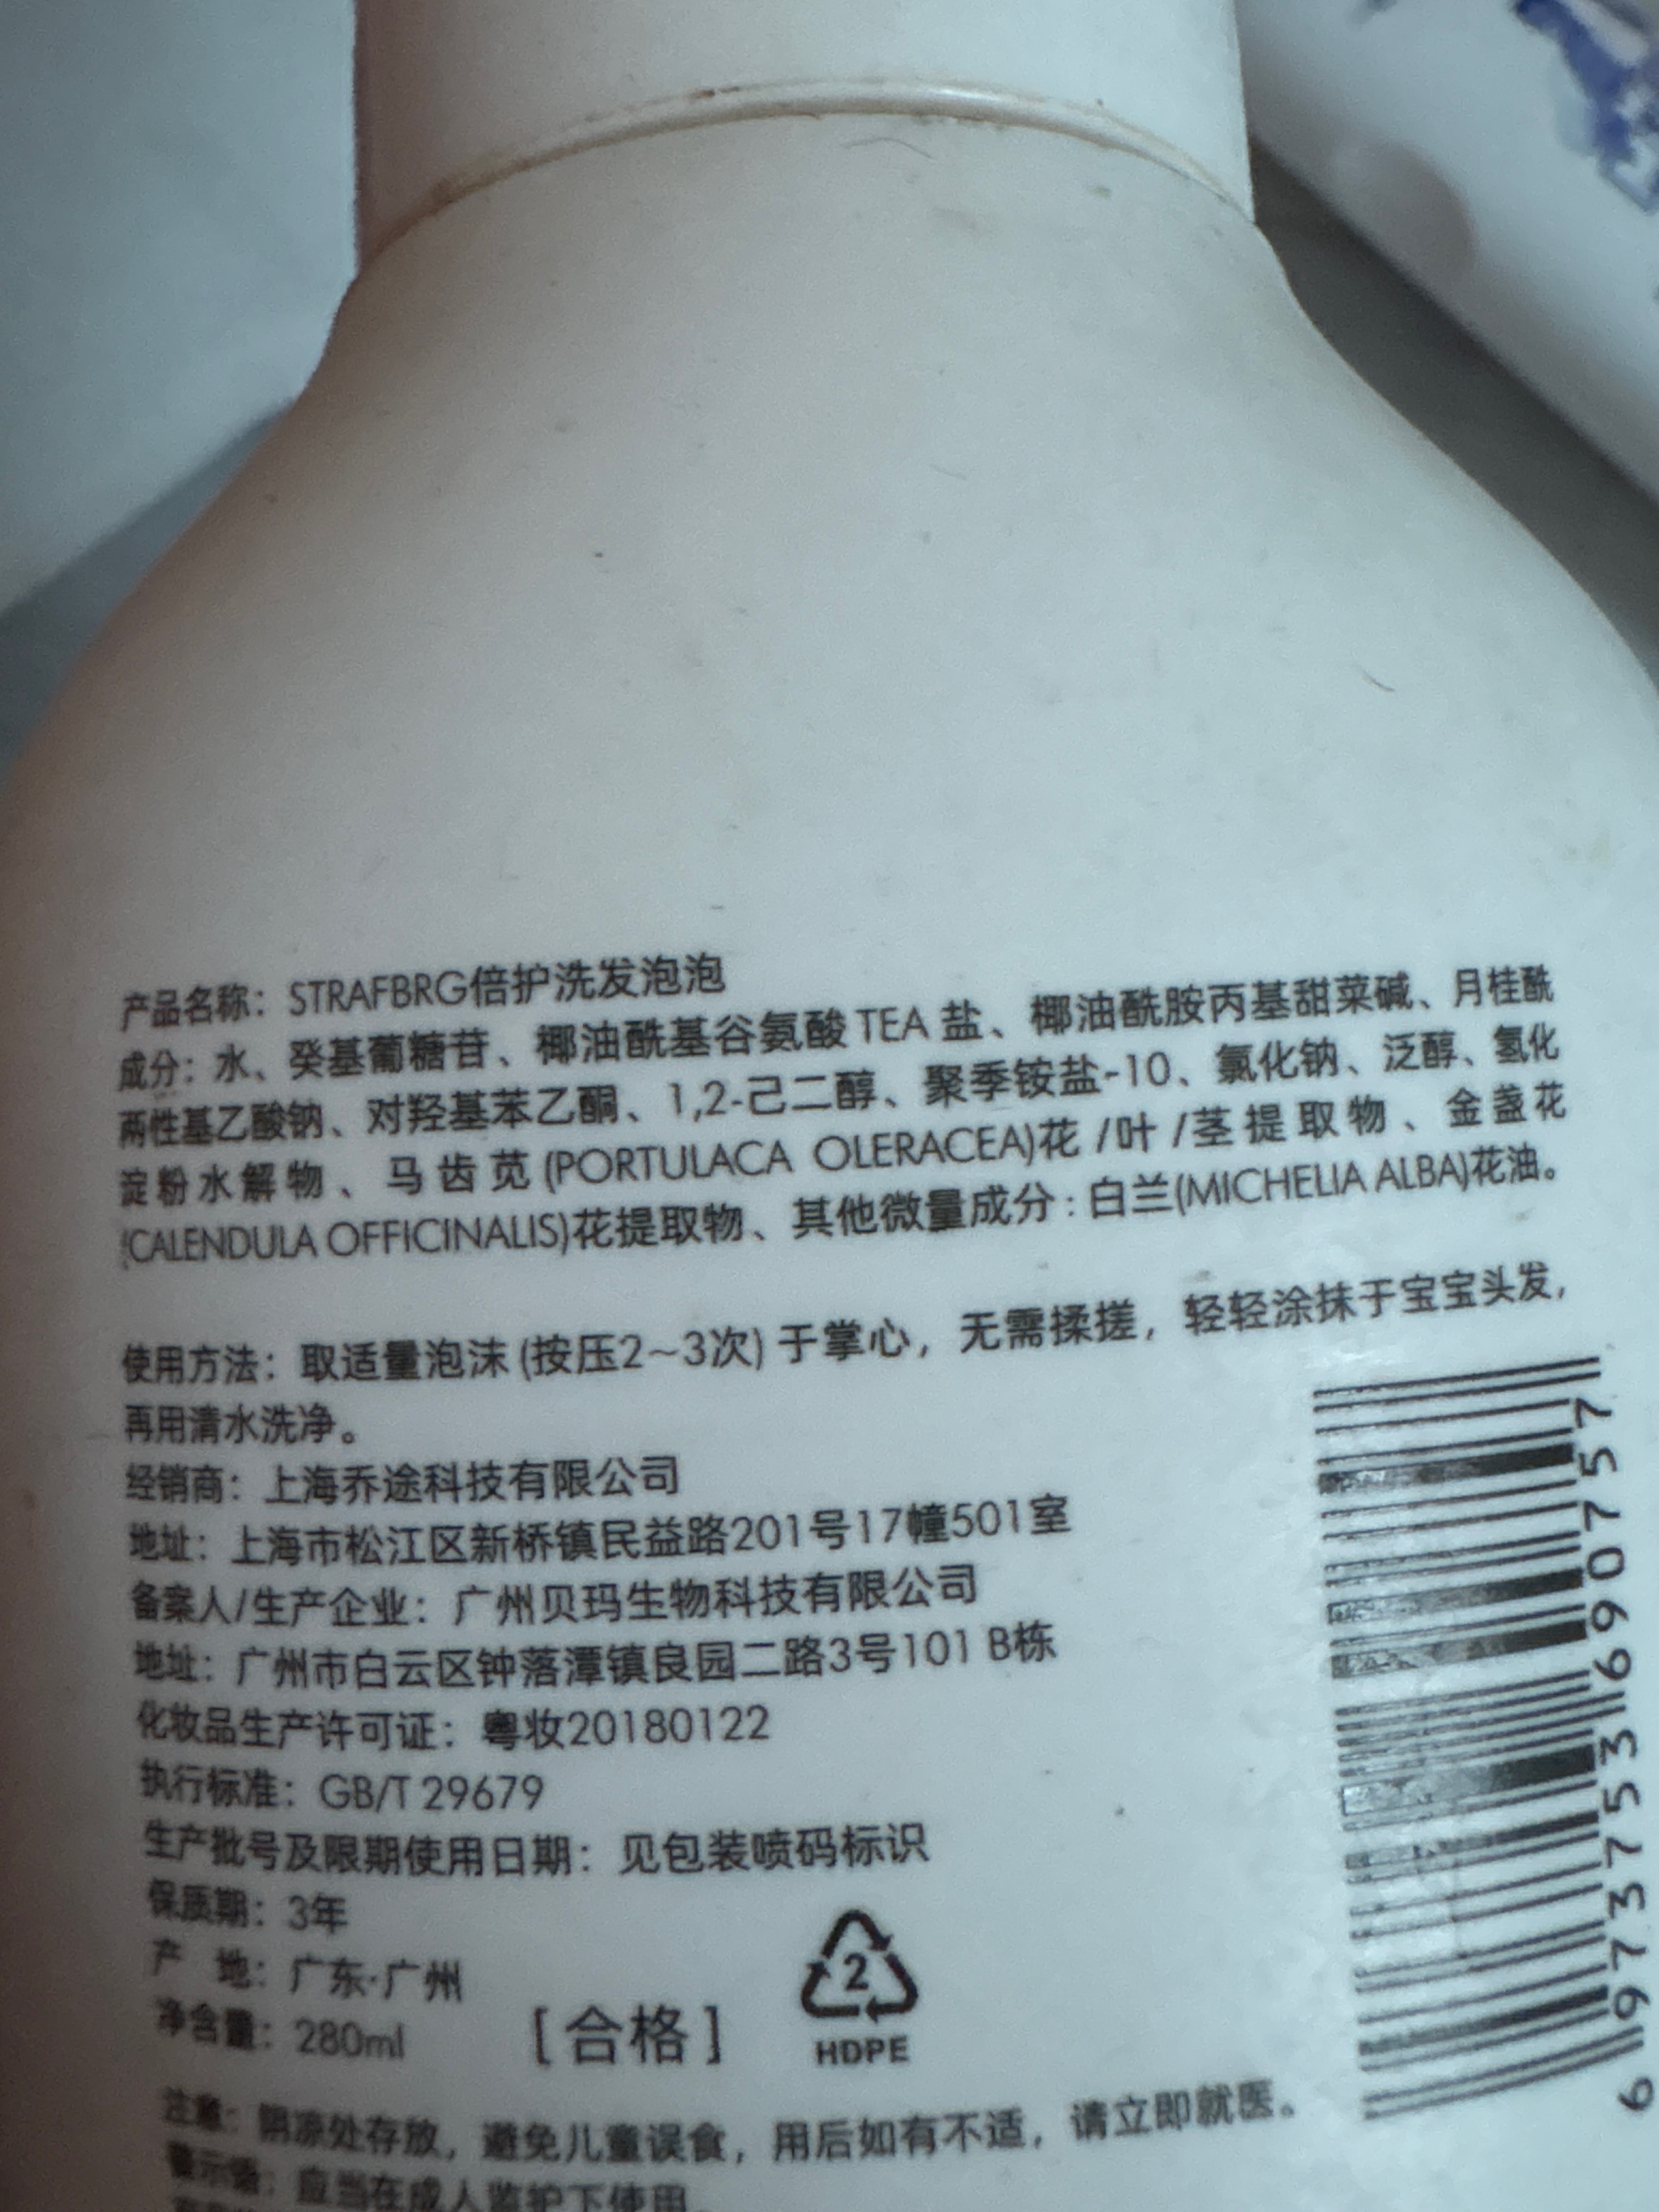 产品名称：STRAFBRG倍护洗发泡泡
成分：水、癸基葡糖苷、椰油酰基谷氨酸TEA盐、椰油酰胺丙基甜菜碱、月桂酰
两性基乙酸钠、对羟基苯乙酮、1,2-己二醇、聚季铵盐-10、氯化钠、泛醇、氢化
淀粉水解物、马齿苋(PORTULACA OLERACEA)花/叶/茎提取物、金盏花
(CALENDULA OFFICINALIS)花提取物、其他微量成分：白兰(MICHELIA ALBA)花油。
使用方法：取适量泡沫(按压2~3次)于掌心，无需揉搓，轻轻涂抹于宝宝头发，
再用清水洗净。
经销商：上海乔途科技有限公司
地址：上海市松江区新桥镇民益路201号17幢501室
备案人/生产企业：广州贝玛生物科技有限公司
地址：广州市白云区钟落潭镇良园二路3号101 B栋
化妆品生产许可证：粤妆20180122
执行标准：GB/T 29679
生产批号及限期使用日期：见包装喷码标识
保质期：3年
产 地：广东·广州
净含量：280ml
[合格]
2
HDPE
注意：阴凉处存放，避免儿童误食，用后如有不适，请立即就医。
警示语：应当在成人监护下使用。
6973753690757